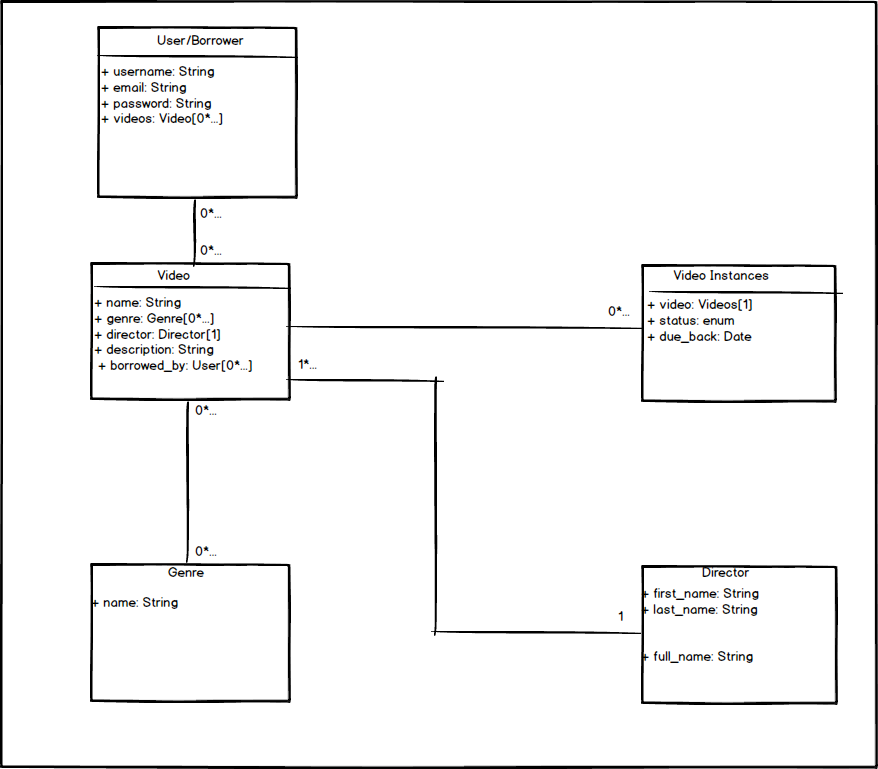 User/Borrower
+ username: String
+ email: String
+ password: String
+ videos: Video[0*...]
0*...
0*...
Video
+ name: String
+ genre: Genre[0*...]
+ director: Director[1]
+ description: String
+ borrowed_by: User[0*...]
0*...
Video Instances
+ video: Videos[1]
+ status: enum
+ due_back: Date
1*...
0*...
0*...
Genre
+ name: String
1
Director
+ first_name: String
+ last_name: String
+ full_name: String